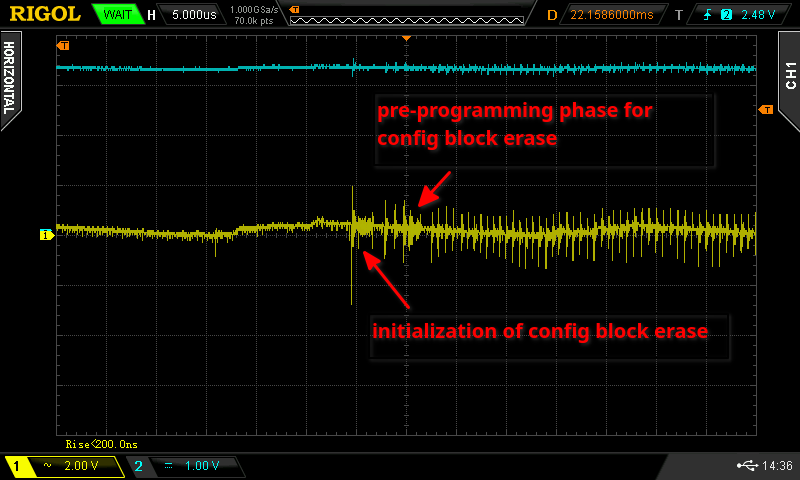 RIGOL WAIT H 5.000us 1.000GSa/s D 22.1586000ms T 2 2.48 V
70.0k pts
T
HORIZONTAL
CH1
pre-programming phase for
config block erase
T
1
initialization of config block erase
Rise<200.0ns
1 ~ 2.00 V 2 1.00 V 14:36